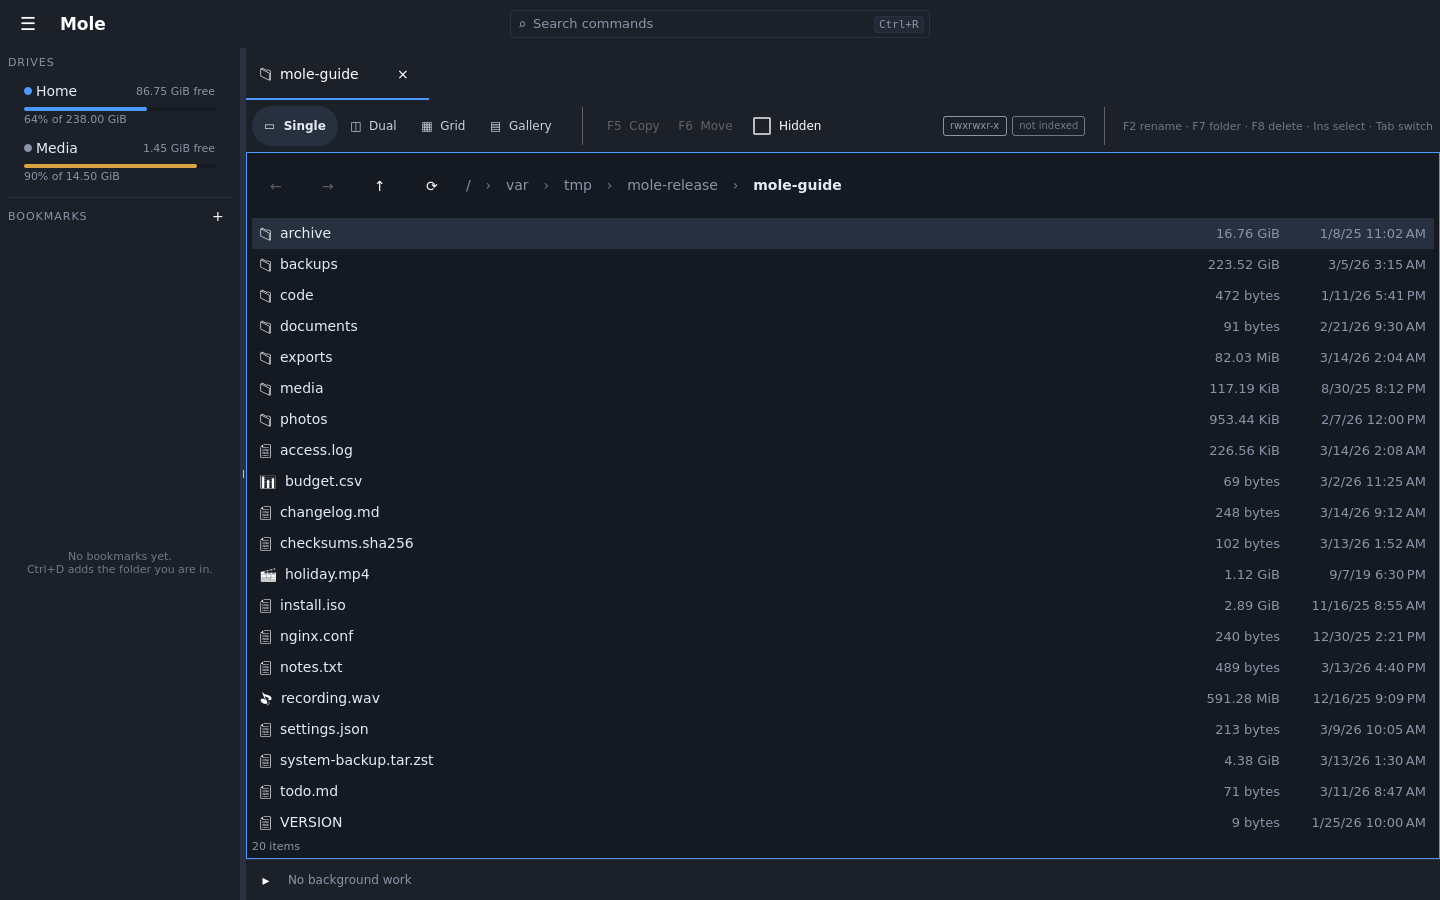 ☰ Mole
⌕ Search commands Ctrl+R
DRIVES
Home 86.75 GiB free
64% of 238.00 GiB
Media 1.45 GiB free
90% of 14.50 GiB
BOOKMARKS +
No bookmarks yet.
Ctrl+D adds the folder you are in.
mole-guide ✕
Single Dual Grid Gallery F5 Copy F6 Move Hidden rwxrwxr-x not indexed F2 rename · F7 folder · F8 delete · Ins select · Tab switch
← → ↑ ⟳ / › var › tmp › mole-release › mole-guide
archive 16.76 GiB 1/8/25 11:02 AM
backups 223.52 GiB 3/5/26 3:15 AM
code 472 bytes 1/11/26 5:41 PM
documents 91 bytes 2/21/26 9:30 AM
exports 82.03 MiB 3/14/26 2:04 AM
media 117.19 KiB 8/30/25 8:12 PM
photos 953.44 KiB 2/7/26 12:00 PM
access.log 226.56 KiB 3/14/26 2:08 AM
budget.csv 69 bytes 3/2/26 11:25 AM
changelog.md 248 bytes 3/14/26 9:12 AM
checksums.sha256 102 bytes 3/13/26 1:52 AM
holiday.mp4 1.12 GiB 9/7/19 6:30 PM
install.iso 2.89 GiB 11/16/25 8:55 AM
nginx.conf 240 bytes 12/30/25 2:21 PM
notes.txt 489 bytes 3/13/26 4:40 PM
recording.wav 591.28 MiB 12/16/25 9:09 PM
settings.json 213 bytes 3/9/26 10:05 AM
system-backup.tar.zst 4.38 GiB 3/13/26 1:30 AM
todo.md 71 bytes 3/11/26 8:47 AM
VERSION 9 bytes 1/25/26 10:00 AM
20 items
▸ No background work